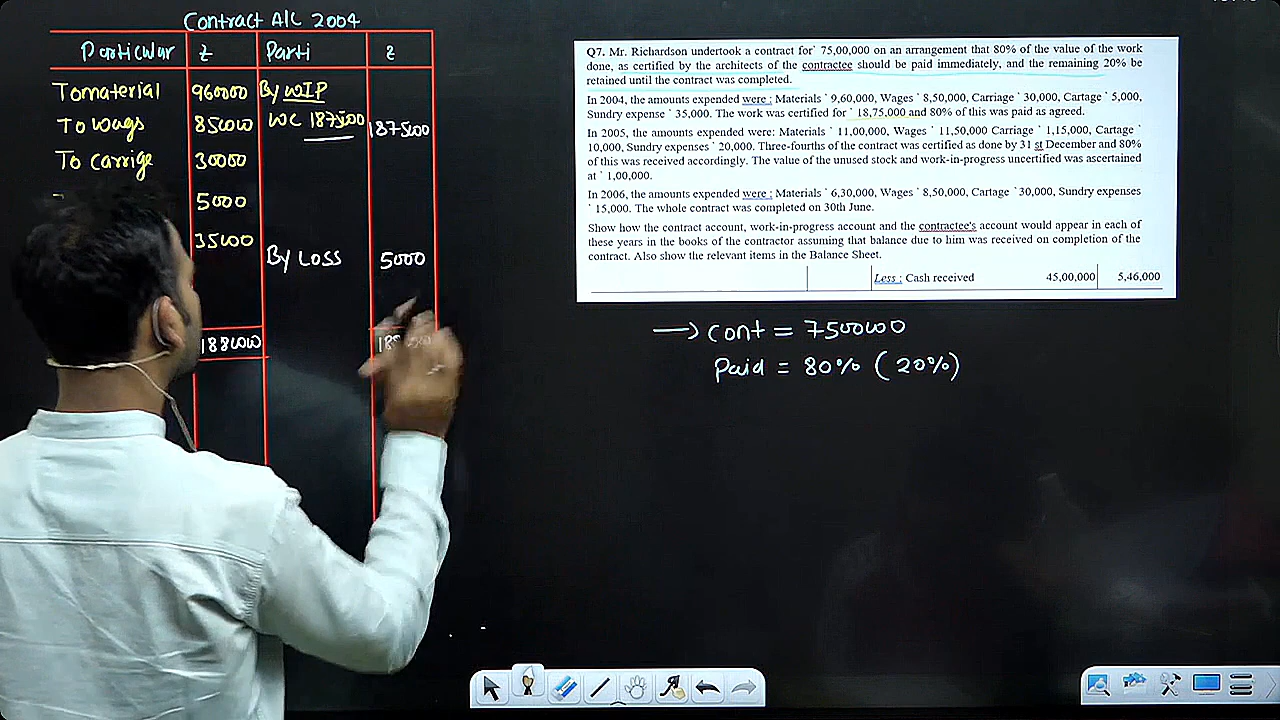 Contract A/C 2004
Particular ₹ Parti ₹
To material 960000 By WIP
To wags 850000 WC 1875000 1875000
To carrige 30000
5000
35000
By Loss 5000
1880000
Q7. Mr. Richardson undertook a contract for` 75,00,000 on an arrangement that 80% of the value of the work
done, as certified by the architects of the contractee should be paid immediately, and the remaining 20% be
retained until the contract was completed.
In 2004, the amounts expended were : Materials ` 9,60,000, Wages ` 8,50,000, Carriage ` 30,000, Cartage ` 5,000,
Sundry expense ` 35,000. The work was certified for ` 18,75,000 and 80% of this was paid as agreed.
In 2005, the amounts expended were: Materials ` 11,00,000, Wages ` 11,50,000 Carriage ` 1,15,000, Cartage `
10,000, Sundry expenses ` 20,000. Three-fourths of the contract was certified as done by 31 st December and 80%
of this was received accordingly. The value of the unused stock and work-in-progress uncertified was ascertained
at ` 1,00,000.
In 2006, the amounts expended were : Materials ` 6,30,000, Wages ` 8,50,000, Cartage ` 30,000, Sundry expenses
` 15,000. The whole contract was completed on 30th June.
Show how the contract account, work-in-progress account and the contractee's account would appear in each of
these years in the books of the contractor assuming that balance due to him was received on completion of the
contract. Also show the relevant items in the Balance Sheet.
Less : Cash received 45,00,000 5,46,000
→ cont = 7500000
Paid = 80% (20%)